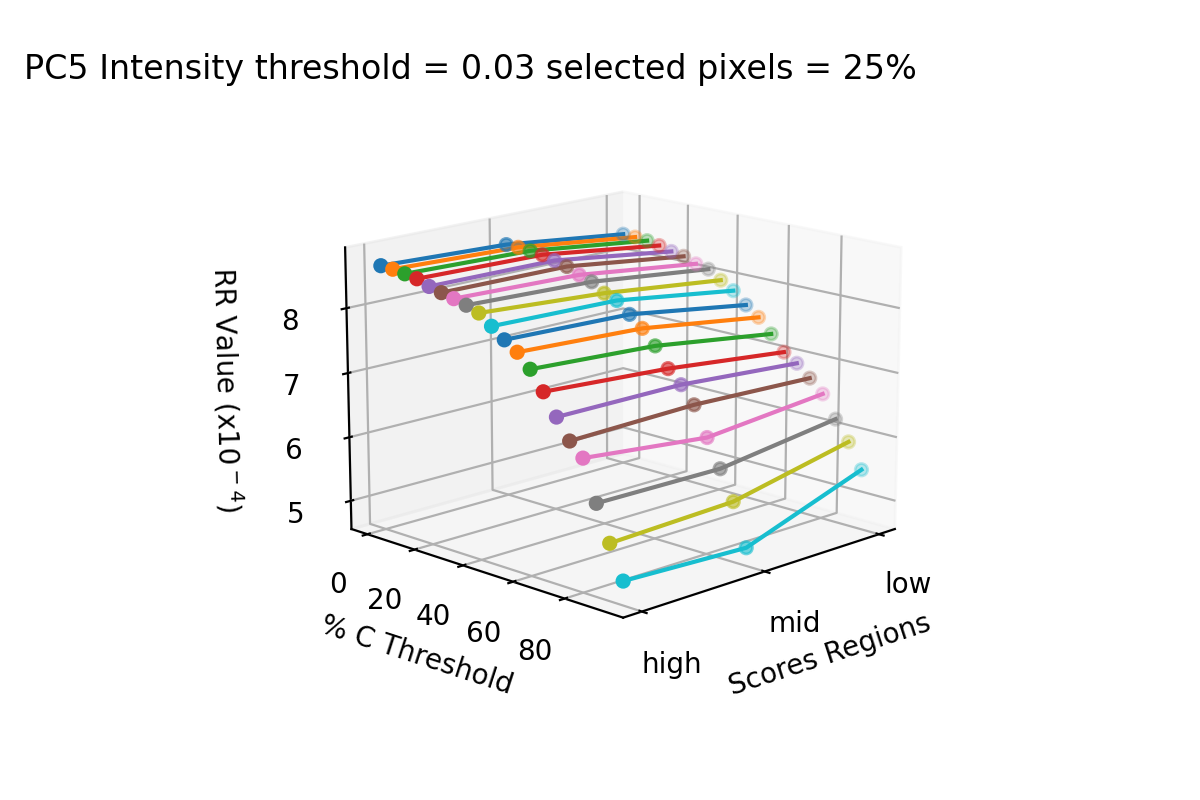 PC5 Intensity threshold = 0.03 selected pixels = 25%
RR Value (x10⁻⁴)
8
7
6
5
0
20
40
60
80
% C Threshold
high
mid
low
Scores Regions